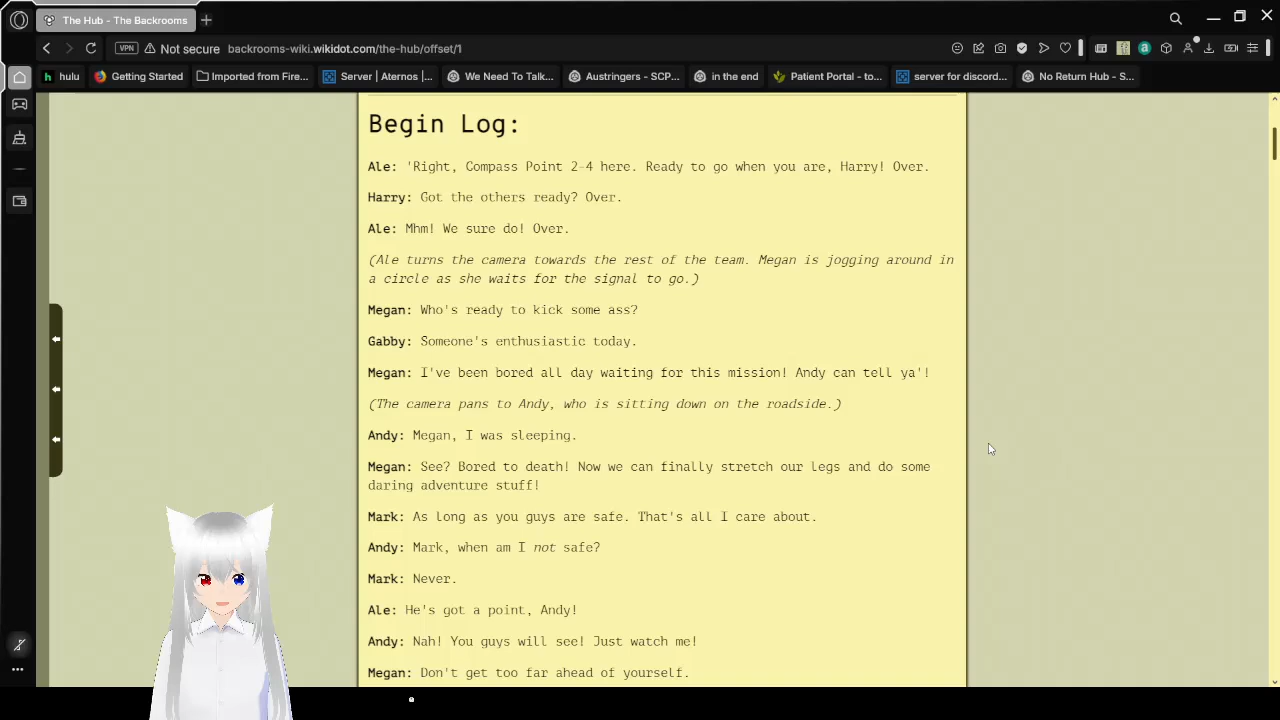 The Hub - The Backrooms
VPN Not secure backrooms-wiki.wikidot.com/the-hub/offset/1
hulu Getting Started Imported from Fire... Server | Aternos |... We Need To Talk... Austringers - SCP... in the end Patient Portal - to... server for discord... No Return Hub - S...
Begin Log:
Ale: 'Right, Compass Point 2-4 here. Ready to go when you are, Harry! Over.
Harry: Got the others ready? Over.
Ale: Mhm! We sure do! Over.
(Ale turns the camera towards the rest of the team. Megan is jogging around in
a circle as she waits for the signal to go.)
Megan: Who's ready to kick some ass?
Gabby: Someone's enthusiastic today.
Megan: I've been bored all day waiting for this mission! Andy can tell ya'!
(The camera pans to Andy, who is sitting down on the roadside.)
Andy: Megan, I was sleeping.
Megan: See? Bored to death! Now we can finally stretch our legs and do some
daring adventure stuff!
Mark: As long as you guys are safe. That's all I care about.
Andy: Mark, when am I not safe?
Mark: Never.
Ale: He's got a point, Andy!
Andy: Nah! You guys will see! Just watch me!
Megan: Don't get too far ahead of yourself.